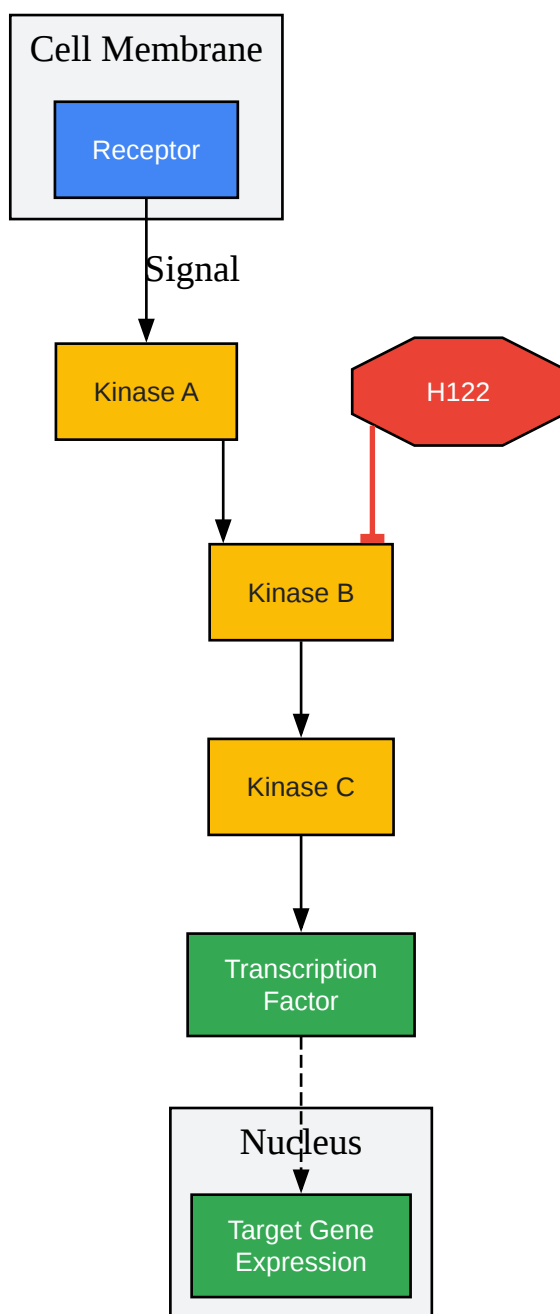 Cell Membrane
Receptor
Signal
Kinase A
H122
Kinase B
Kinase C
Transcription
Factor
Nucleus
Target Gene
Expression